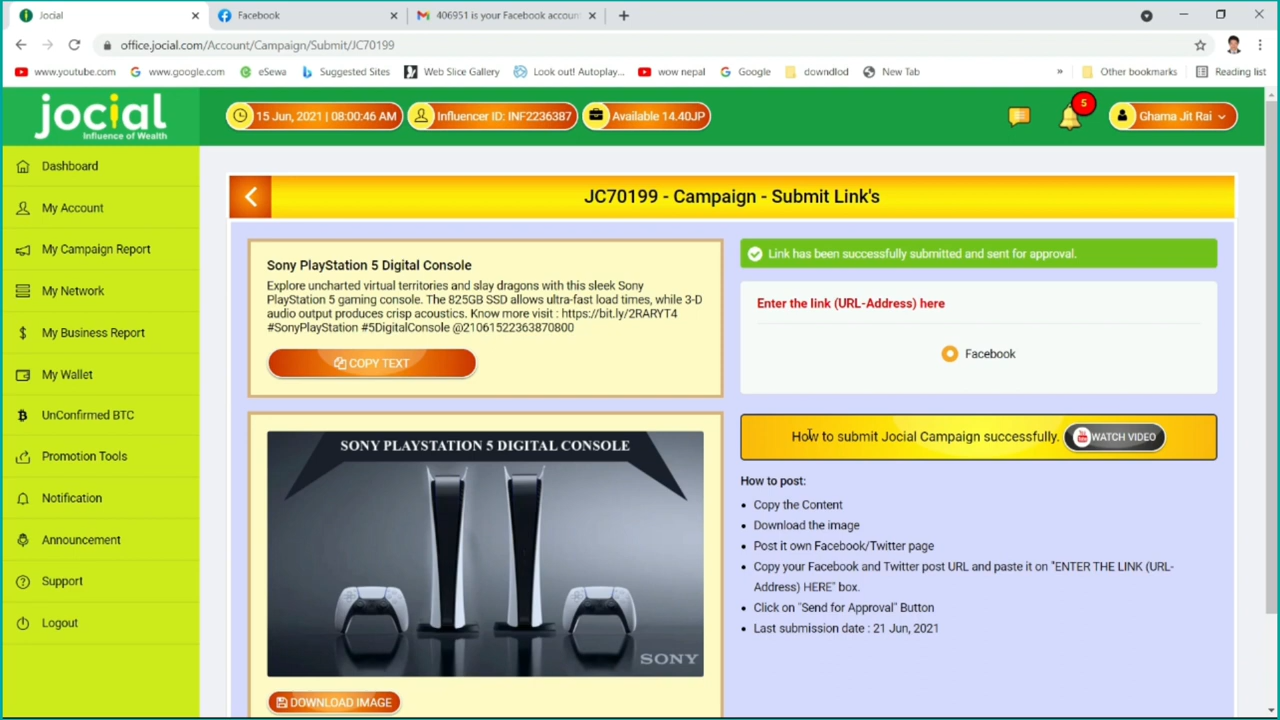 Jocial
Facebook
406951 is your Facebook accoun
office.jocial.com/Account/Campaign/Submit/JC70199
www.youtube.com
www.google.com
eSewa
Suggested Sites
Web Slice Gallery
Look out! Autoplay...
wow nepal
Google
downdlod
New Tab
»
Other bookmarks
Reading list
jocial
Influence of Wealth
15 Jun, 2021 | 08:00:46 AM
Influencer ID: INF2236387
Available 14.40JP
5
Ghama Jit Rai
Dashboard
My Account
My Campaign Report
My Network
My Business Report
My Wallet
UnConfirmed BTC
Promotion Tools
Notification
Announcement
Support
Logout
JC70199 - Campaign - Submit Link's
Sony PlayStation 5 Digital Console
Explore uncharted virtual territories and slay dragons with this sleek Sony
PlayStation 5 gaming console. The 825GB SSD allows ultra-fast load times, while 3-D
audio output produces crisp acoustics. Know more visit : https://bit.ly/2RARYT4
#SonyPlayStation #5DigitalConsole @21061522363870800
COPY TEXT
SONY PLAYSTATION 5 DIGITAL CONSOLE
SONY
DOWNLOAD IMAGE
Link has been successfully submitted and sent for approval.
Enter the link (URL-Address) here
Facebook
How to submit Jocial Campaign successfully.
WATCH VIDEO
How to post:
• Copy the Content
• Download the image
• Post it own Facebook/Twitter page
• Copy your Facebook and Twitter post URL and paste it on "ENTER THE LINK (URL-
Address) HERE" box.
• Click on "Send for Approval" Button
• Last submission date : 21 Jun, 2021